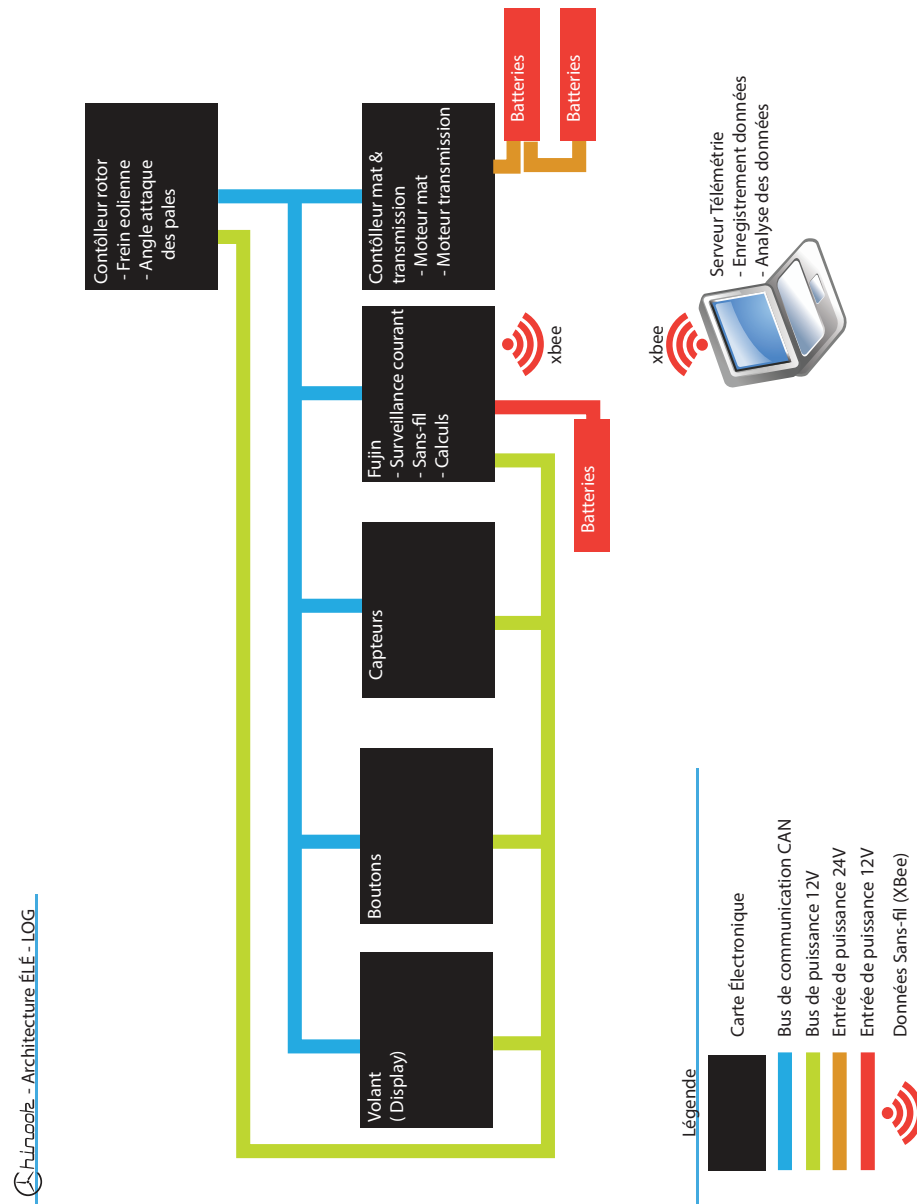 Chinook - Architecture ÉLÉ - LOG
Contôlleur rotor
- Frein eolienne
- Angle attaque
des pales
Volant
( Display)
Boutons
Capteurs
Fujin
- Surveillance courant
- Sans-fil
- Calculs
Contôlleur mat &
transmission
- Moteur mat
- Moteur transmission
Batteries
Batteries
Batteries
xbee
xbee
Serveur Télémétrie
- Enregistrement données
- Analyse des données
Légende
Carte Électronique
Bus de communication CAN
Bus de puissance 12V
Entrée de puissance 24V
Entrée de puissance 12V
Données Sans-fil (XBee)